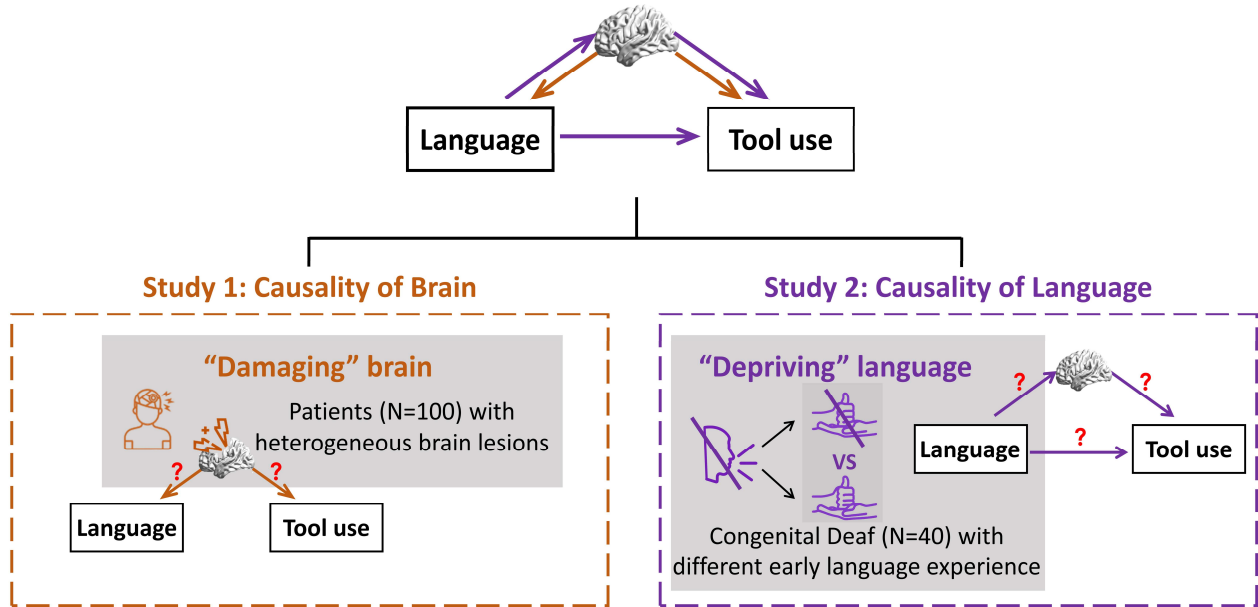 Language
Tool use
Study 1: Causality of Brain
“Damaging” brain
Patients (N=100) with
heterogeneous brain lesions
?
?
Language
Tool use
Study 2: Causality of Language
“Depriving” language
VS
Congenital Deaf (N=40) with
different early language experience
?
?
?
Language
Tool use